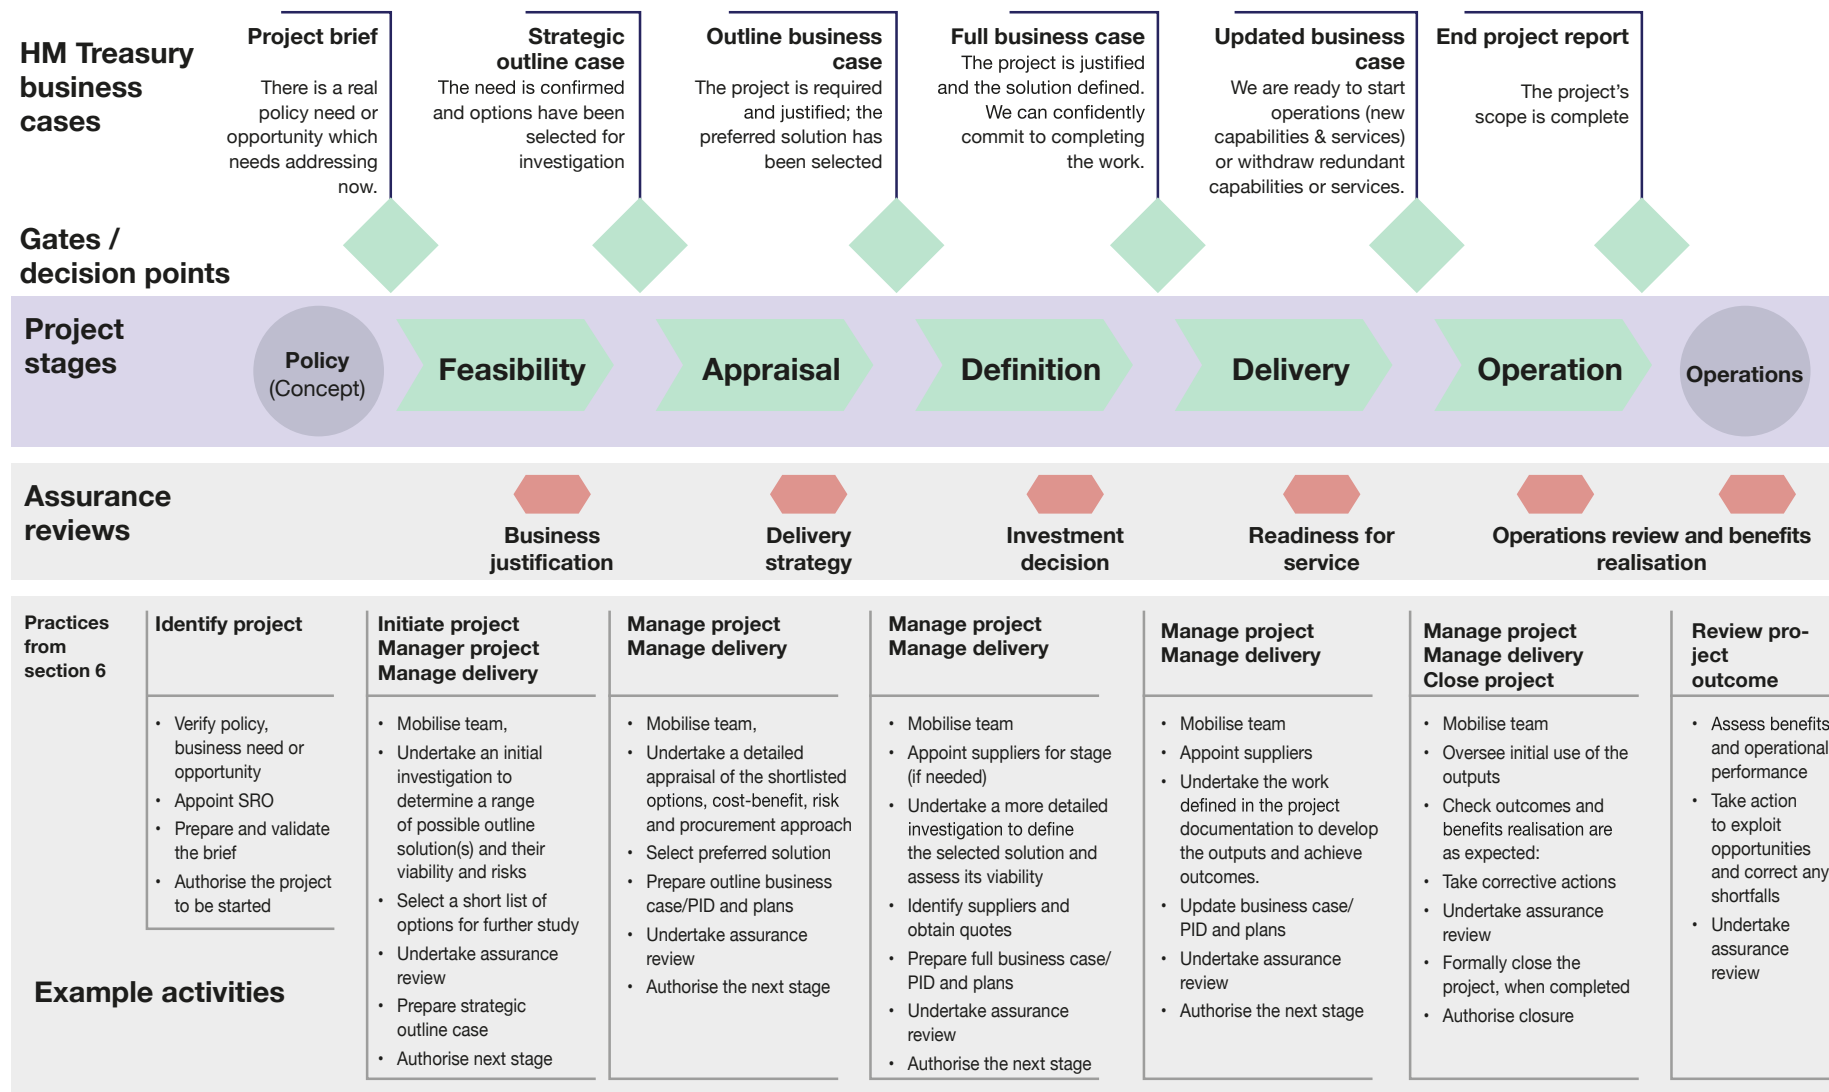 HM Treasury
business
cases
Project brief
There is a real
policy need or
opportunity which
needs addressing
now.
Strategic
outline case
The need is confirmed
and options have been
selected for
investigation
Outline business
case
The project is required
and justified; the
preferred solution has
been selected
Full business case
The project is justified
and the solution defined.
We can confidently
commit to completing
the work.
Updated business
case
We are ready to start
operations (new
capabilities & services)
or withdraw redundant
capabilities or services.
End project report
The project's
scope is complete
Gates /
decision points
Project
stages
Policy
(Concept)
Feasibility
Appraisal
Definition
Delivery
Operation
Operations
Assurance
reviews
Business
justification
Delivery
strategy
Investment
decision
Readiness for
service
Operations review and benefits
realisation
Practices
from
section 6
Identify project
• Verify policy,
business need or
opportunity
• Appoint SRO
• Prepare and validate
the brief
• Authorise the project
to be started
Initiate project
Manager project
Manage delivery
• Mobilise team,
• Undertake an initial
investigation to
determine a range
of possible outline
solution(s) and their
viability and risks
• Select a short list of
options for further study
• Undertake assurance
review
• Prepare strategic
outline case
• Authorise next stage
Manage project
Manage delivery
• Mobilise team,
• Undertake a detailed
appraisal of the shortlisted
options, cost-benefit, risk
and procurement approach
• Select preferred solution
• Prepare outline business
case/PID and plans
• Undertake assurance
review
• Authorise the next stage
Manage project
Manage delivery
• Mobilise team
• Appoint suppliers for stage
(if needed)
• Undertake a more detailed
investigation to define
the selected solution and
assess its viability
• Identify suppliers and
obtain quotes
• Prepare full business case/
PID and plans
• Undertake assurance
review
• Authorise the next stage
Manage project
Manage delivery
• Mobilise team
• Appoint suppliers
• Undertake the work
defined in the project
documentation to develop
the outputs and achieve
outcomes.
• Update business case/
PID and plans
• Undertake assurance
review
• Authorise the next stage
Manage project
Manage delivery
Close project
• Mobilise team
• Oversee initial use of the
outputs
• Check outcomes and
benefits realisation are
as expected:
• Take corrective actions
• Undertake assurance
review
• Formally close the
project, when completed
• Authorise closure
Review pro-
ject
outcome
• Assess benefits
and operational
performance
• Take action
to exploit
opportunities
and correct any
shortfalls
• Undertake
assurance
review
Example activities